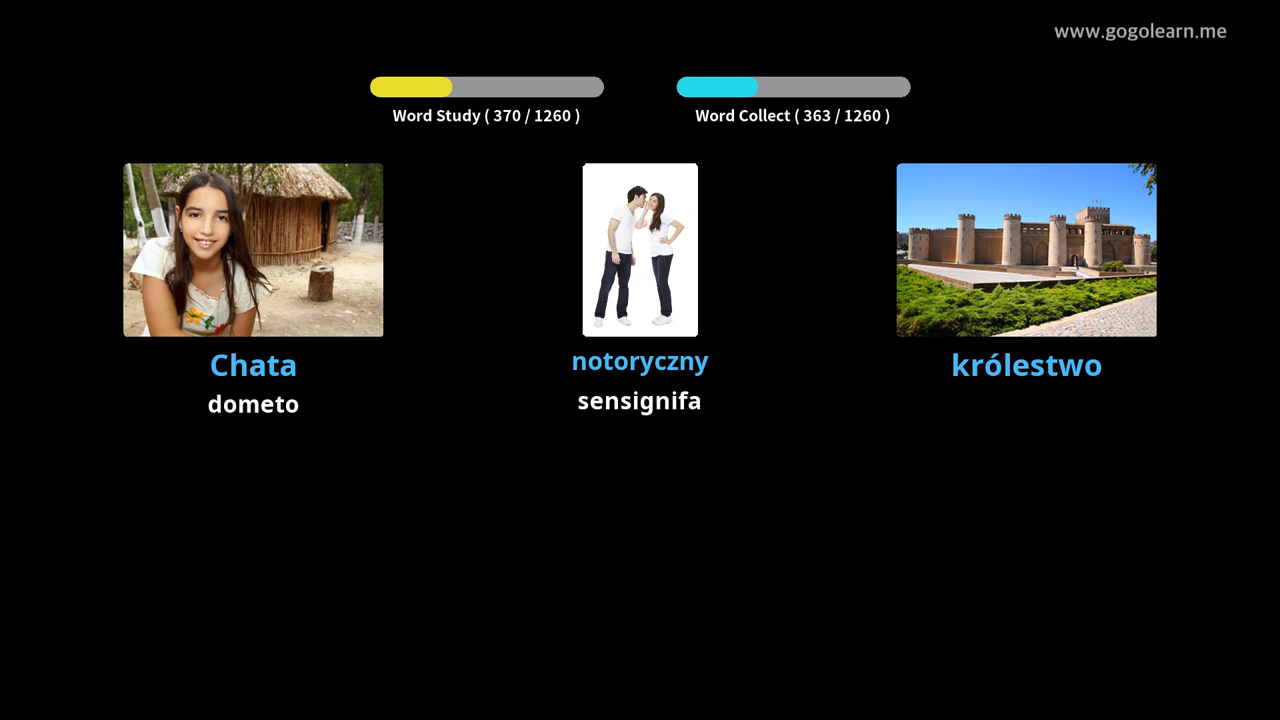 www.gogolearn.me
Word Study ( 370 / 1260 )
Word Collect ( 363 / 1260 )
Chata
dometo
notoryczny
sensignifa
królestwo